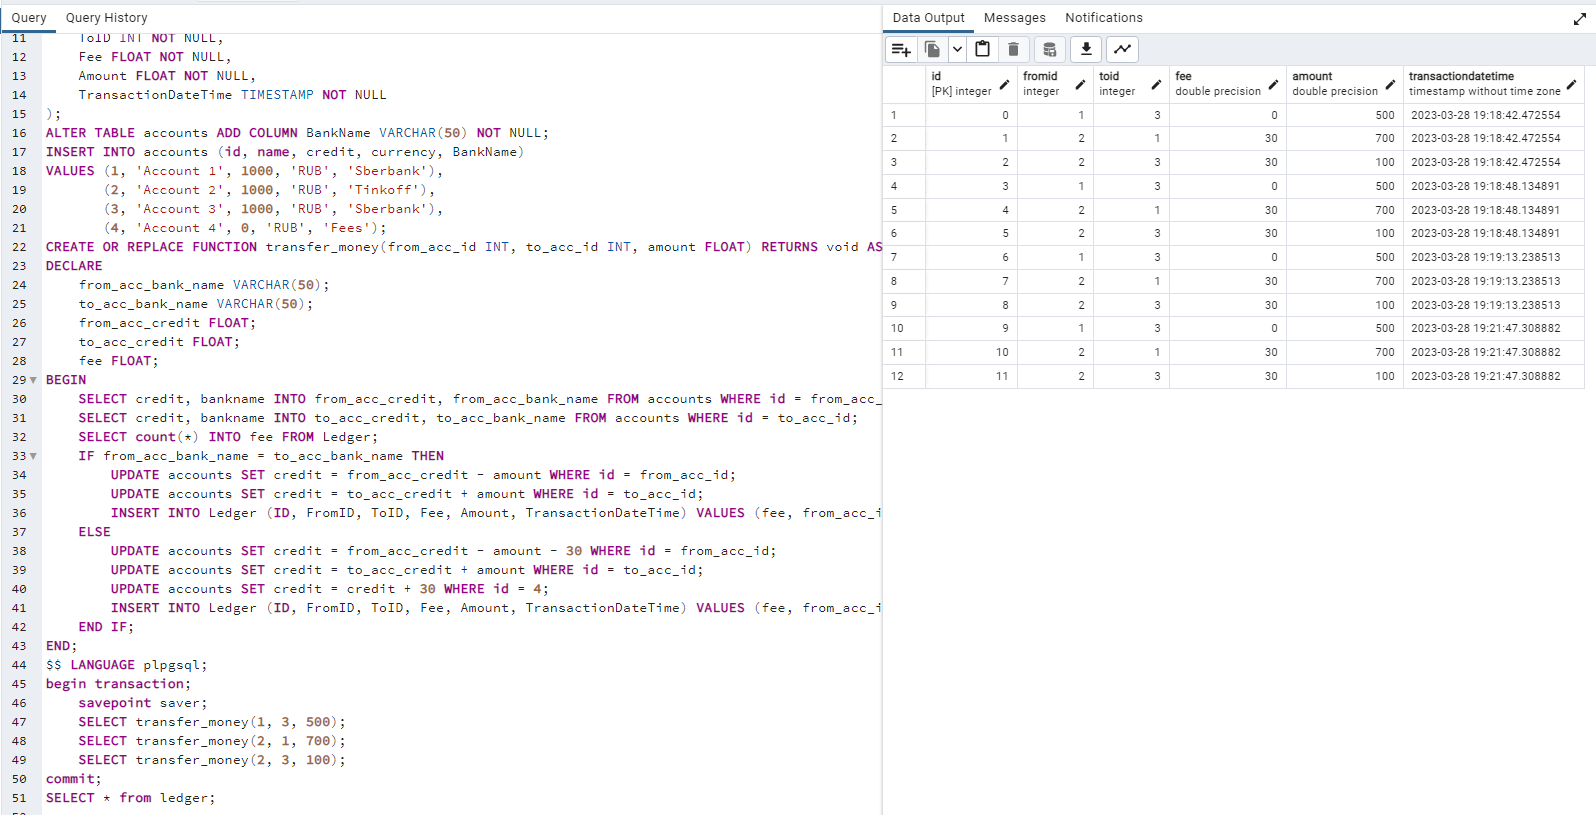 Query Query History
11 ToID INT NOT NULL,
12 Fee FLOAT NOT NULL,
13 Amount FLOAT NOT NULL,
14 TransactionDateTime TIMESTAMP NOT NULL
15 );
16 ALTER TABLE accounts ADD COLUMN BankName VARCHAR(50) NOT NULL;
17 INSERT INTO accounts (id, name, credit, currency, BankName)
18 VALUES (1, 'Account 1', 1000, 'RUB', 'Sberbank'),
19 (2, 'Account 2', 1000, 'RUB', 'Tinkoff'),
20 (3, 'Account 3', 1000, 'RUB', 'Sberbank'),
21 (4, 'Account 4', 0, 'RUB', 'Fees');
22 CREATE OR REPLACE FUNCTION transfer_money(from_acc_id INT, to_acc_id INT, amount FLOAT) RETURNS void AS
23 DECLARE
24 from_acc_bank_name VARCHAR(50);
25 to_acc_bank_name VARCHAR(50);
26 from_acc_credit FLOAT;
27 to_acc_credit FLOAT;
28 fee FLOAT;
29 BEGIN
30 SELECT credit, bankname INTO from_acc_credit, from_acc_bank_name FROM accounts WHERE id = from_acc_
31 SELECT credit, bankname INTO to_acc_credit, to_acc_bank_name FROM accounts WHERE id = to_acc_id;
32 SELECT count(*) INTO fee FROM Ledger;
33 IF from_acc_bank_name = to_acc_bank_name THEN
34 UPDATE accounts SET credit = from_acc_credit - amount WHERE id = from_acc_id;
35 UPDATE accounts SET credit = to_acc_credit + amount WHERE id = to_acc_id;
36 INSERT INTO Ledger (ID, FromID, ToID, Fee, Amount, TransactionDateTime) VALUES (fee, from_acc_i
37 ELSE
38 UPDATE accounts SET credit = from_acc_credit - amount - 30 WHERE id = from_acc_id;
39 UPDATE accounts SET credit = to_acc_credit + amount WHERE id = to_acc_id;
40 UPDATE accounts SET credit = credit + 30 WHERE id = 4;
41 INSERT INTO Ledger (ID, FromID, ToID, Fee, Amount, TransactionDateTime) VALUES (fee, from_acc_i
42 END IF;
43 END;
44 $$ LANGUAGE plpgsql;
45 begin transaction;
46 savepoint saver;
47 SELECT transfer_money(1, 3, 500);
48 SELECT transfer_money(2, 1, 700);
49 SELECT transfer_money(2, 3, 100);
50 commit;
51 SELECT * from ledger;
Data Output Messages Notifications
id fromid toid fee amount transactiondatetime
[PK] integer integer integer double precision double precision timestamp without time zone
1 0 1 3 0 500 2023-03-28 19:18:42.472554
2 1 2 1 30 700 2023-03-28 19:18:42.472554
3 2 2 3 30 100 2023-03-28 19:18:42.472554
4 3 1 3 0 500 2023-03-28 19:18:48.134891
5 4 2 1 30 700 2023-03-28 19:18:48.134891
6 5 2 3 30 100 2023-03-28 19:18:48.134891
7 6 1 3 0 500 2023-03-28 19:19:13.238513
8 7 2 1 30 700 2023-03-28 19:19:13.238513
9 8 2 3 30 100 2023-03-28 19:19:13.238513
10 9 1 3 0 500 2023-03-28 19:21:47.308882
11 10 2 1 30 700 2023-03-28 19:21:47.308882
12 11 2 3 30 100 2023-03-28 19:21:47.308882